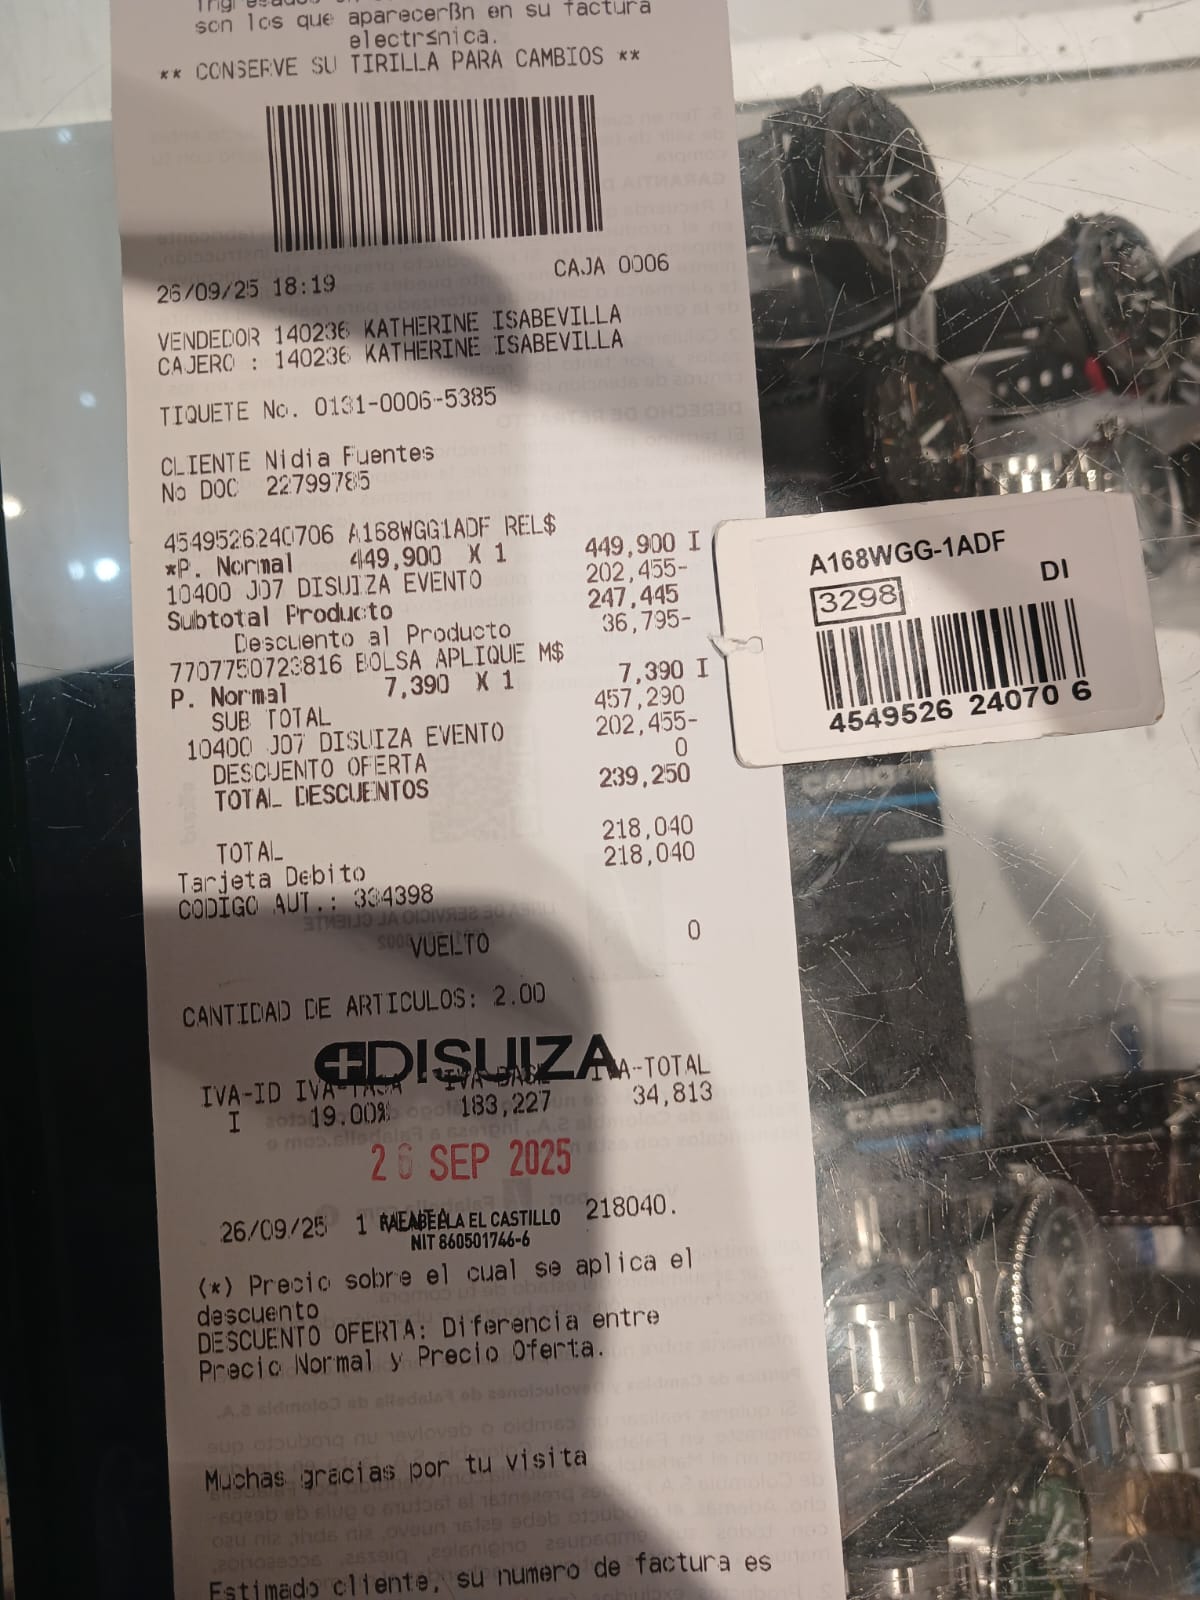 son los que aparecerßn en su factura
electr≤nica.
** CONSERVE SU TIRILLA PARA CAMBIOS **
26/09/25 18:19 CAJA 0006
VENDEDOR 140236 KATHERINE ISABEVILLA
CAJERO : 140236 KATHERINE ISABEVILLA
TIQUETE No. 0131-0006-5385
CLIENTE Nidia Fuentes
No DOC 22799785
4549526240706 A168WGG1ADF REL$
*P. Normal 449,900 X 1 449,900 I
10400 J07 DISUIZA EVENTO 202,455-
Subtotal Producto 247,445
Descuento al Producto 36,795-
7707750723816 BOLSA APLIQUE M$
P. Normal 7,390 X 1 7,390 I
SUB TOTAL 457,290
10400 J07 DISUIZA EVENTO 202,455-
DESCUENTO OFERTA 0
TOTAL DESCUENTOS 239,250
TOTAL 218,040
Tarjeta Debito 218,040
CODIGO AUT.: 334398
VUELTO 0
CANTIDAD DE ARTICULOS: 2.00
DISUIZA
IVA-ID IVA-TASA IVA-BASE IVA-TOTAL
I 19.00% 183,227 34,813
26 SEP 2025
26/09/25 1 218040.
EL CASTILLO
NIT 860501746-6
(*) Precio sobre el cual se aplica el
descuento
DESCUENTO OFERTA: Diferencia entre
Precio Normal y Precio Oferta.
Muchas gracias por tu visita
Estimado cliente, su numero de factura es
A168WGG-1ADF
DI
3298
4549526 24070 6
CASIO